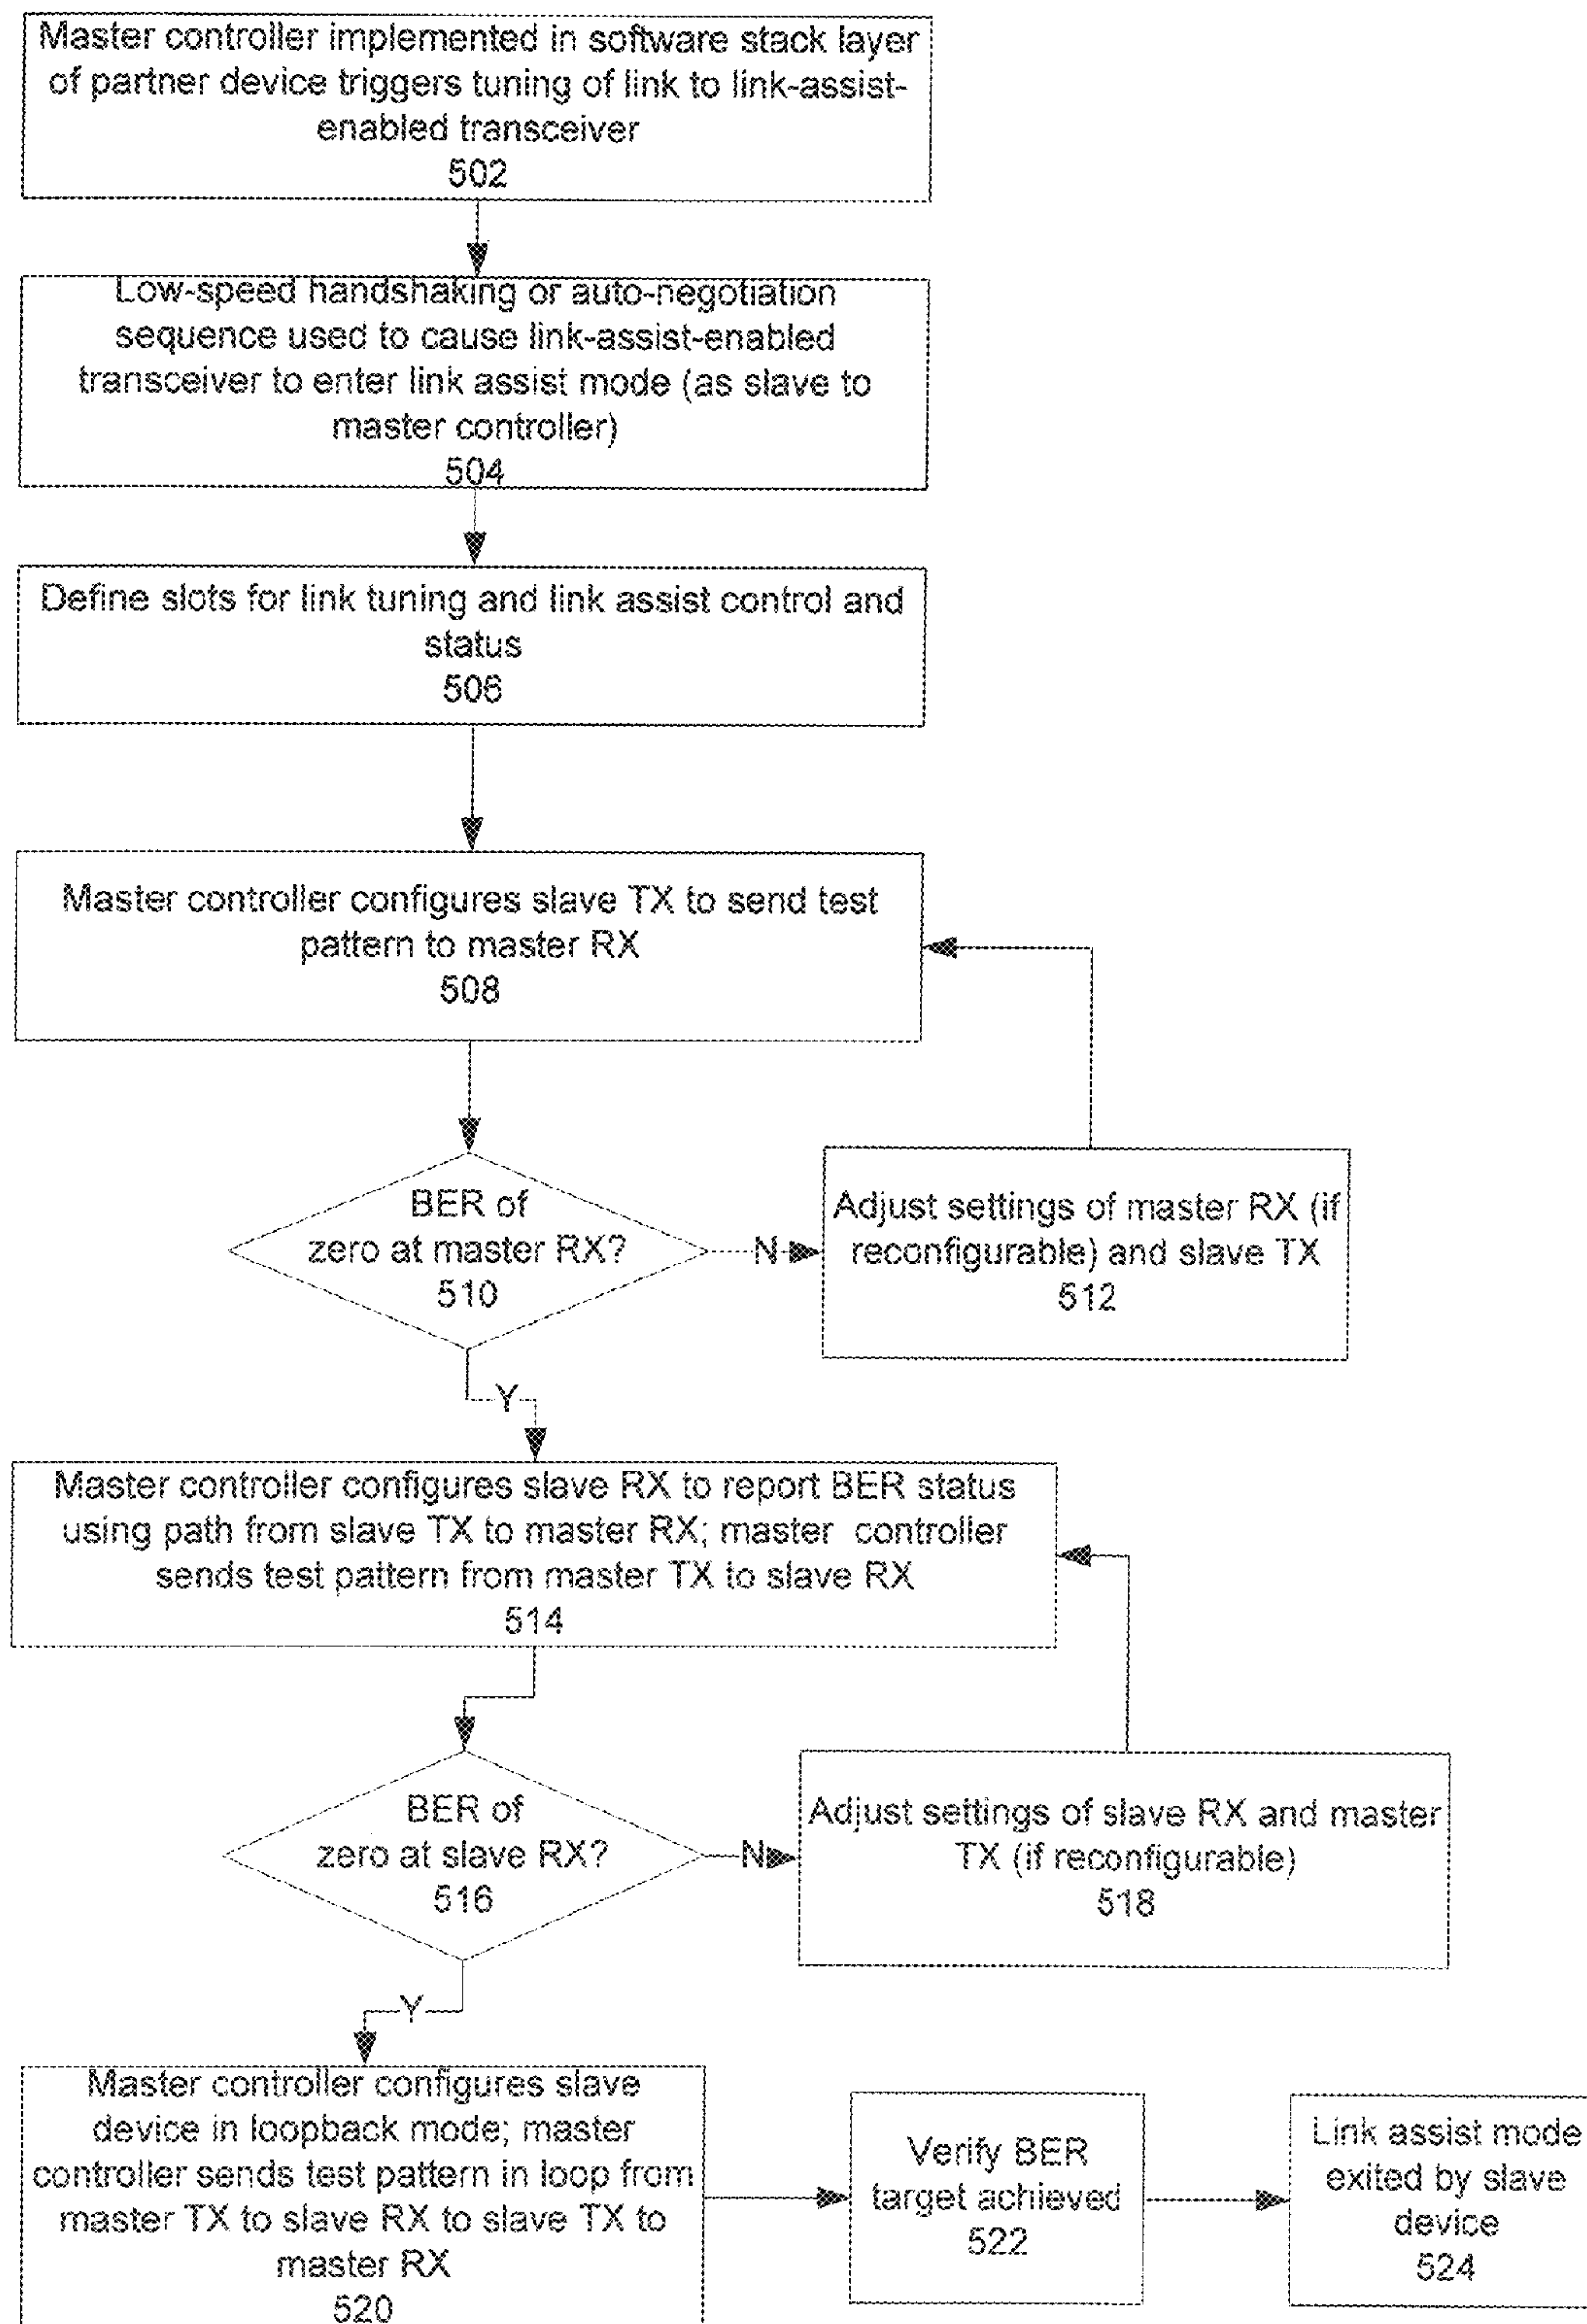 Master controller implemented in software stack layer
of partner device triggers tuning of link to link-assist-
enabled transceiver
502
Low-speed handshaking or auto-negotiation
sequence used to cause link-assist-enabled
transceiver to enter link assist mode (as slave to
master controller)
504
Define slots for link tuning and link assist control and
status
506
Master controller configures slave TX to send test
pattern to master RX
508
BER of
zero at master RX?
510
N
Adjust settings of master RX (if
reconfigurable) and slave TX
512
Y
Master controller configures slave RX to report BER status
using path from slave TX to master RX; master controller
sends test pattern from master TX to slave RX
514
BER of
zero at slave RX?
516
N
Adjust settings of slave RX and master
TX (if reconfigurable)
518
Y
Master controller configures slave
device in loopback mode; master
controller sends test pattern in loop from
master TX to slave RX to slave TX to
master RX
520
Verify BER
target achieved
522
Link assist mode
exited by slave
device
524